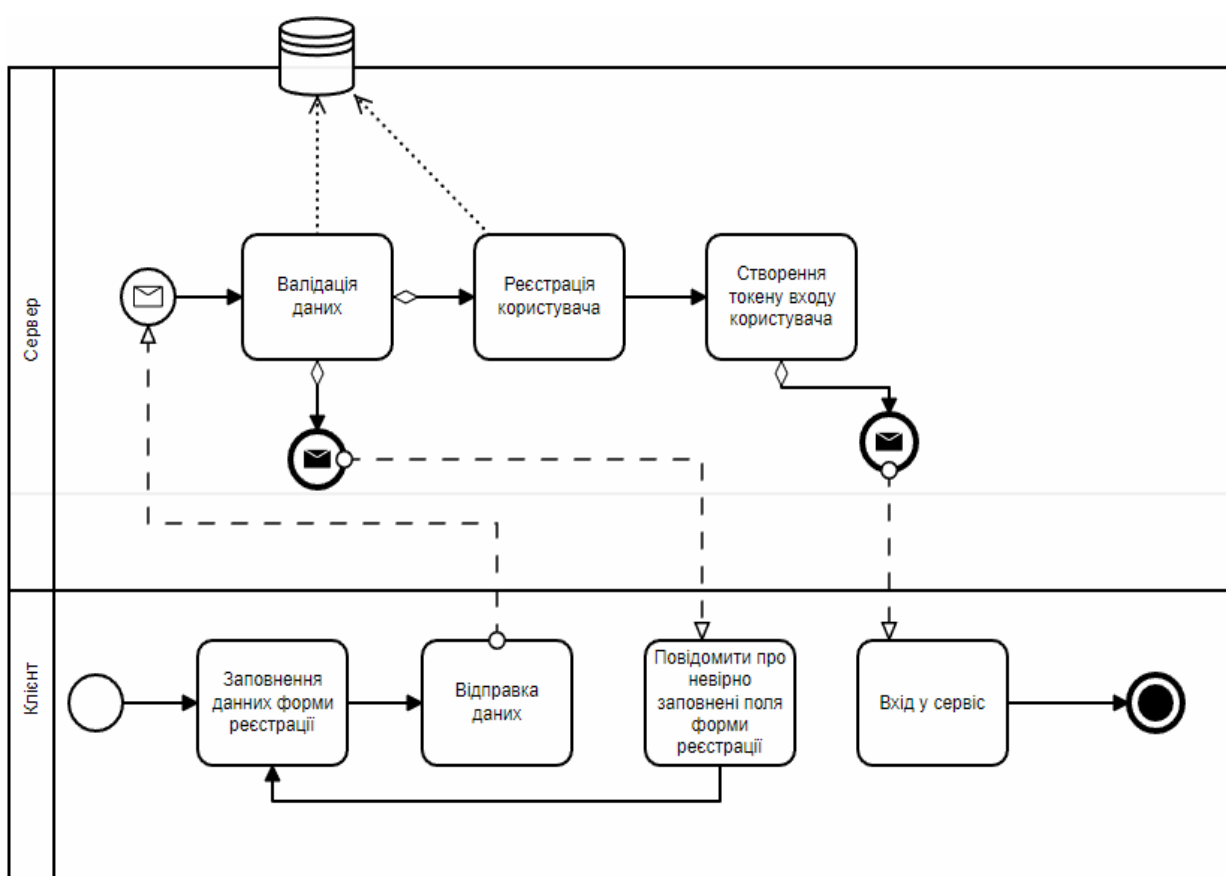 Сервер
Валідація
даних
Реєстрація
користувача
Створення
токену входу
користувача
Клієнт
Заповнення
данних форми
реєстрації
Відправка
даних
Повідомити про
невірно
заповнені поля
форми
реєстрації
Вхід у сервіс